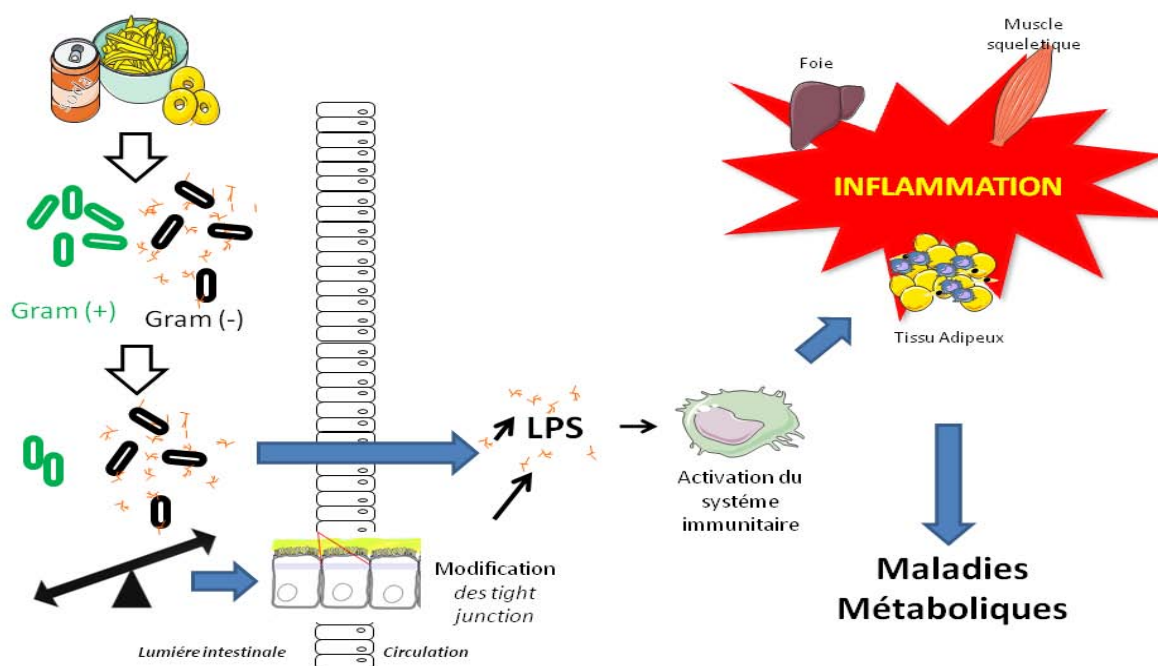 soda
Gram (+)
Gram (-)
Lumiére intestinale
Circulation
Modification
des tight
junction
LPS
Activation du
systéme
immunitaire
Foie
Muscle
squeletique
INFLAMMATION
Tissu Adipeux
Maladies
Métaboliques